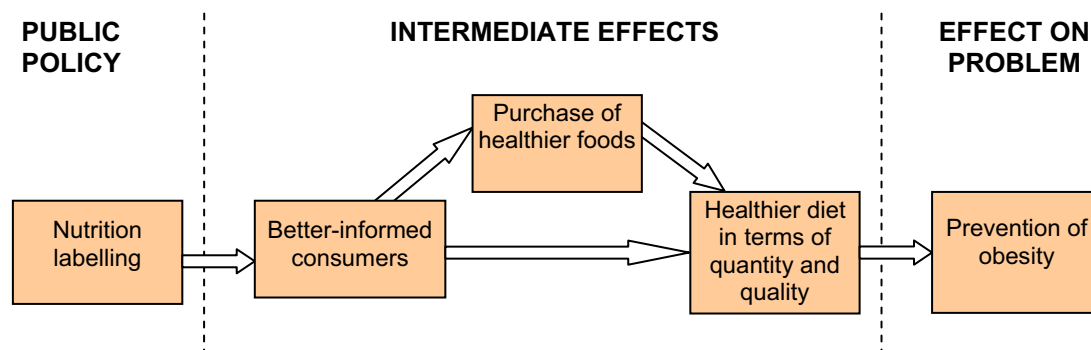 PUBLIC
POLICY
INTERMEDIATE EFFECTS
EFFECT ON
PROBLEM
Purchase of
healthier foods
Nutrition
labelling
Better-informed
consumers
Healthier diet
in terms of
quantity and
quality
Prevention of
obesity